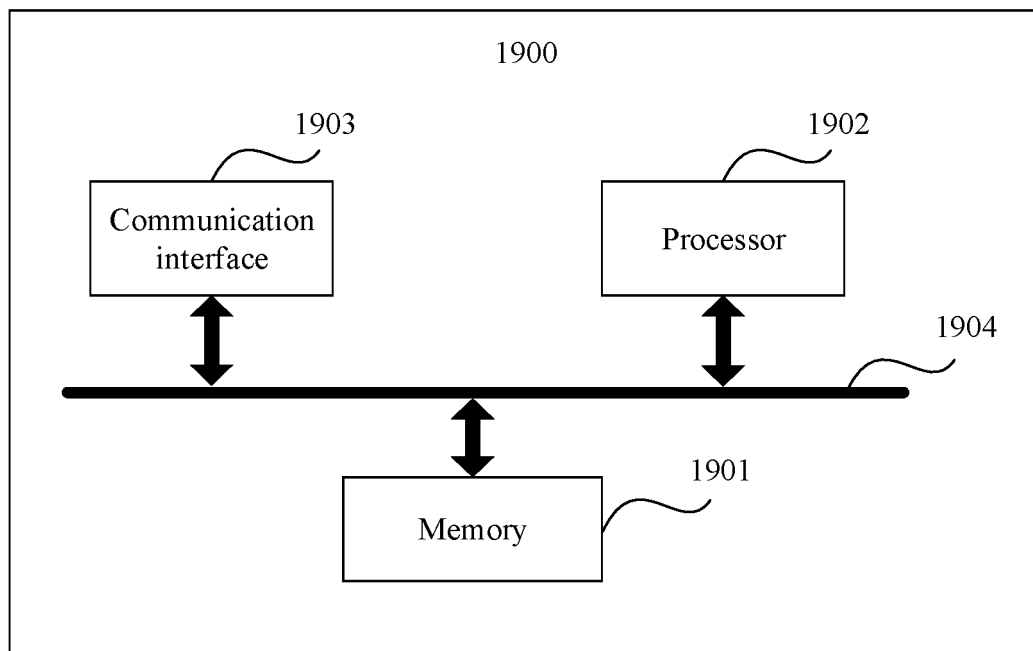 1900
1903
1902
Communication
interface
Processor
1904
1901
Memory